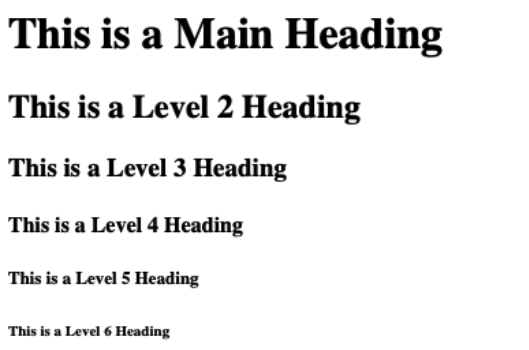 This is a Main Heading
This is a Level 2 Heading
This is a Level 3 Heading
This is a Level 4 Heading
This is a Level 5 Heading
This is a Level 6 Heading